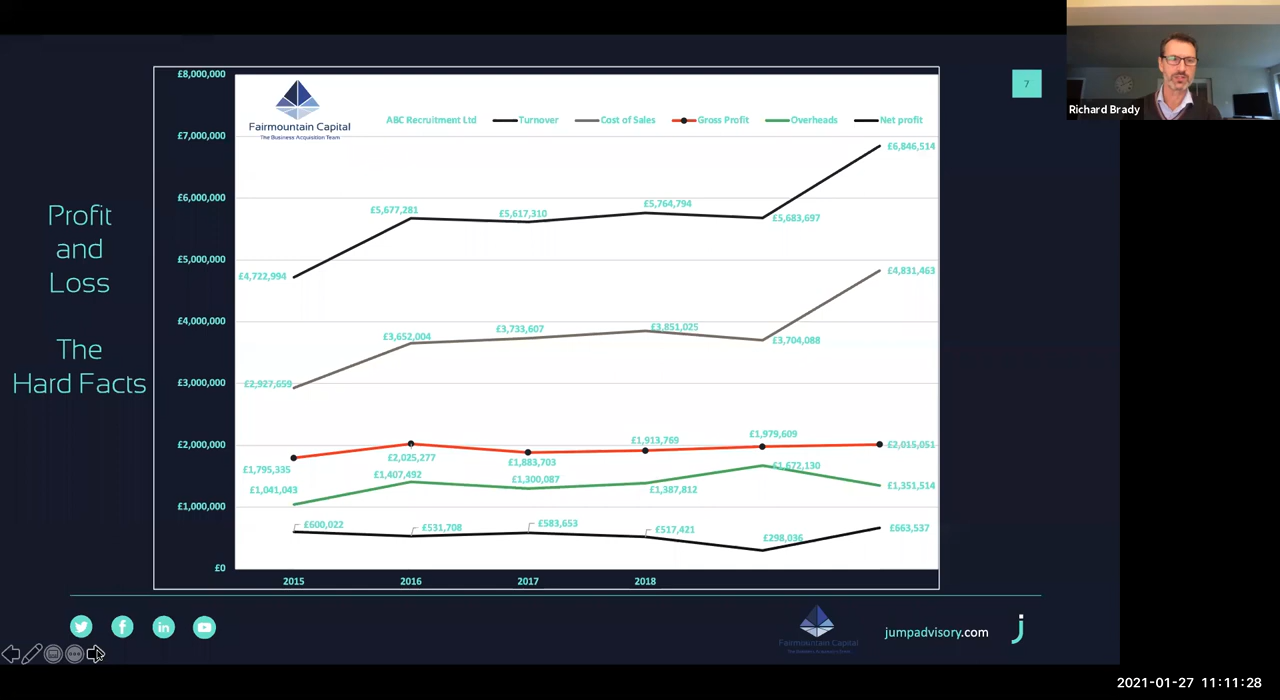 Profit
and
Loss
The
Hard Facts
£8,000,000
£7,000,000
£6,000,000
£5,000,000
£4,000,000
£3,000,000
£2,000,000
£1,000,000
£0
Fairmountain Capital
The Business Acquisition Team
ABC Recruitment Ltd
Turnover
Cost of Sales
Gross Profit
Overheads
Net profit
£4,722,994
£5,677,281
£5,617,310
£5,764,794
£5,683,697
£6,846,514
£2,927,659
£3,652,004
£3,733,607
£3,851,025
£3,704,088
£4,831,463
£1,795,335
£2,025,277
£1,883,703
£1,913,769
£1,979,609
£2,015,051
£1,041,043
£1,407,492
£1,300,087
£1,387,812
£1,672,130
£1,351,514
£600,022
£531,708
£583,653
£517,421
£298,036
£663,537
2015
2016
2017
2018
7
Richard Brady
Fairmountain Capital
The Business Acquisition Team
jumpadvisory.com
2021-01-27 11:11:28